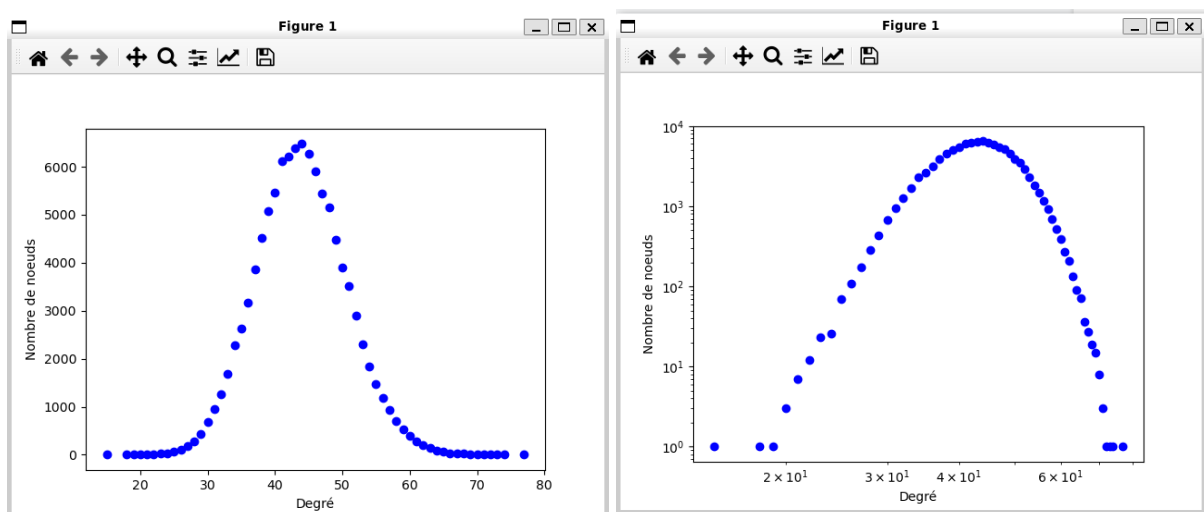 Figure 1
Nombre de noeuds
6000
5000
4000
3000
2000
1000
0
20 30 40 50 60 70 80
Degré
Figure 1
Nombre de noeuds
10⁴
10³
10²
10¹
10⁰
2 × 10¹ 3 × 10¹ 4 × 10¹ 6 × 10¹
Degré